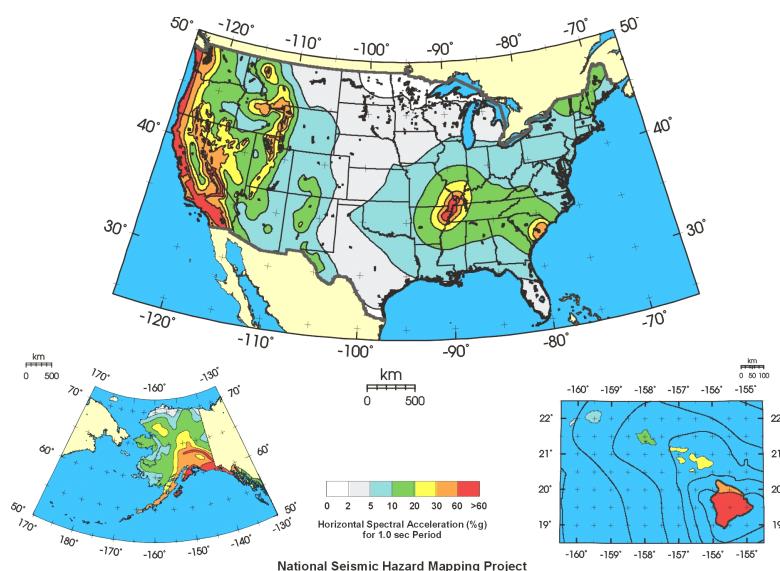 50˚ -120˚ -110˚ -100˚ -90˚ -80˚ -70˚ 50˚
40˚ 40˚
30˚ 30˚
-120˚ -110˚ -100˚ -90˚ -80˚ -70˚
km
0 500
170˚ -160˚ -130˚
70˚ 70˚
60˚ 60˚
50˚ 50˚
170˚ 180˚ -170˚ -160˚ -150˚ -140˚ -130˚
km
0 500
km
0 50 100
-160˚ -159˚ -158˚ -157˚ -156˚ -155˚
22˚
21˚
20˚
19˚
-160˚ -159˚ -158˚ -157˚ -156˚ -155˚
0 2 5 10 20 30 60 >60
Horizontal Spectral Acceleration (%g)
for 1.0 sec Period
National Seismic Hazard Mapping Project